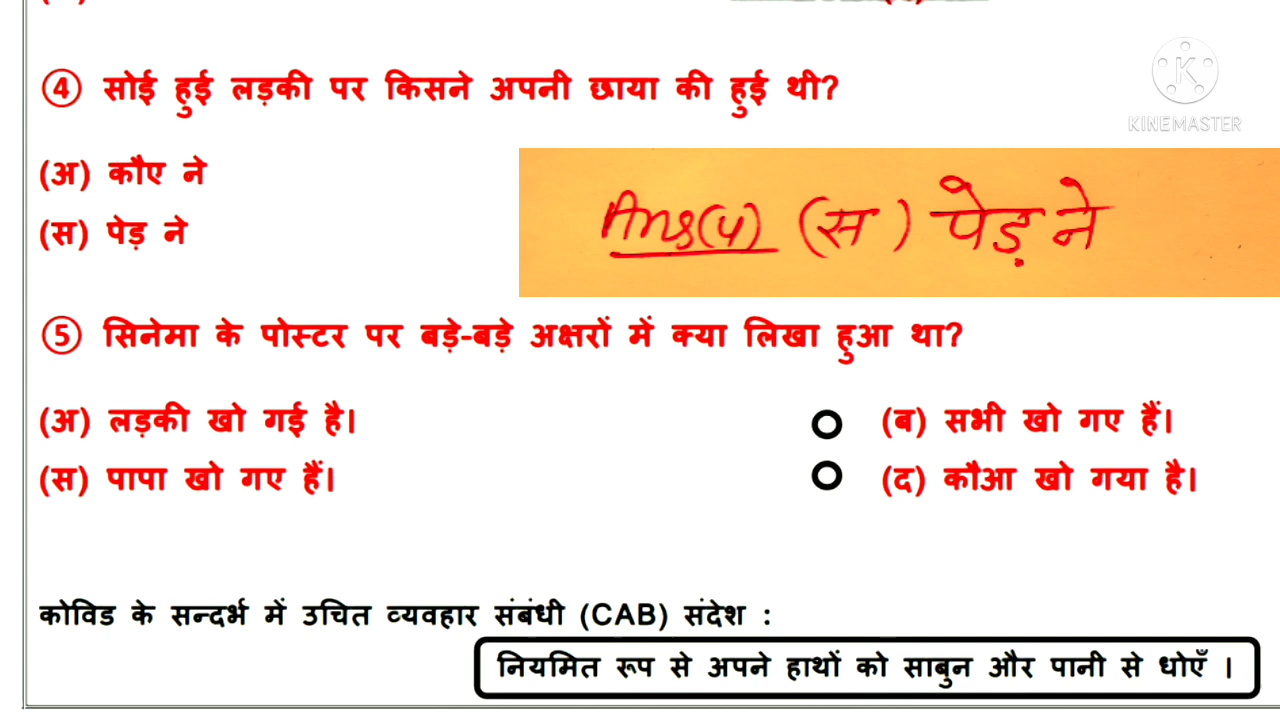 ④ सोई हुई लड़की पर किसने अपनी छाया की हुई थी?
KINEMASTER
(अ) कौए ने
(स) पेड़ ने
Ans(4) (स) पेड़ ने
⑤ सिनेमा के पोस्टर पर बड़े-बड़े अक्षरों में क्या लिखा हुआ था?
(अ) लड़की खो गई है। (ब) सभी खो गए हैं।
(स) पापा खो गए हैं। (द) कौआ खो गया है।
कोविड के सन्दर्भ में उचित व्यवहार संबंधी (CAB) संदेश :
नियमित रूप से अपने हाथों को साबुन और पानी से धोएँ ।